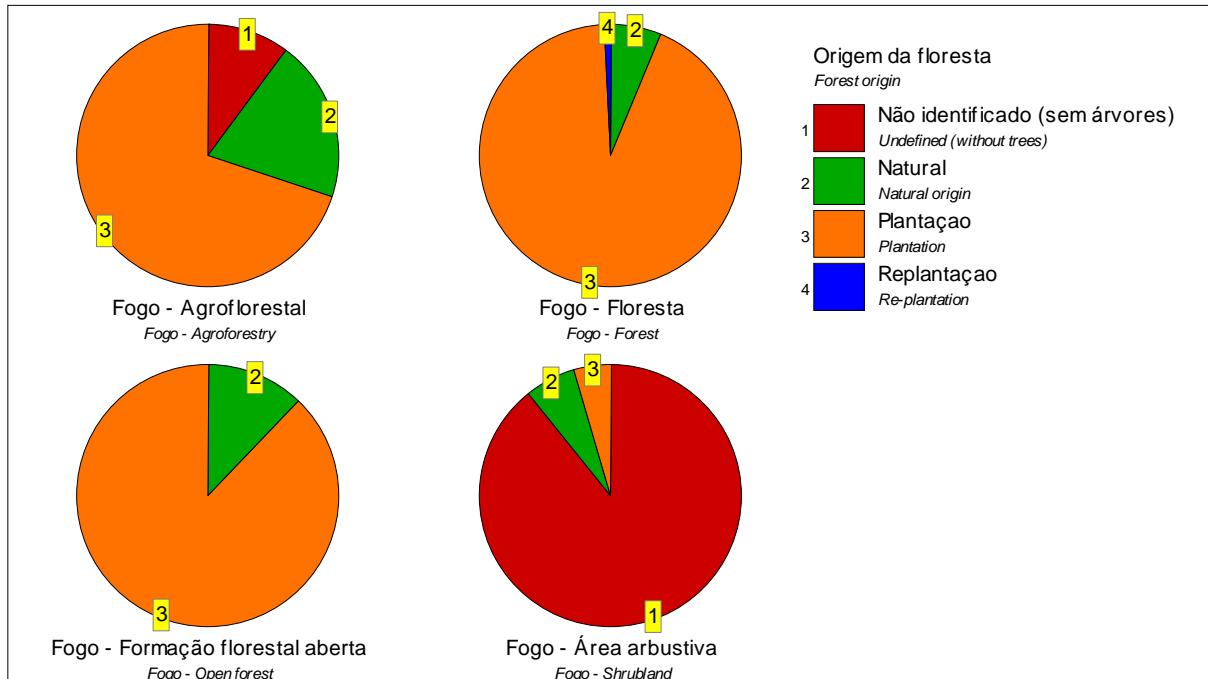 1
2
3
Fogo - Agroflorestal
Fogo - Agroforestry
4
2
3
Fogo - Floresta
Fogo - Forest
2
3
Fogo - Formação florestal aberta
Fogo - Open forest
2
3
1
Fogo - Área arbustiva
Fogo - Shrubland
Origem da floresta
Forest origin
1 Não identificado (sem árvores)
Undefined (without trees)
2 Natural
Natural origin
3 Plantaçao
Plantation
4 Replantaçao
Re-plantation